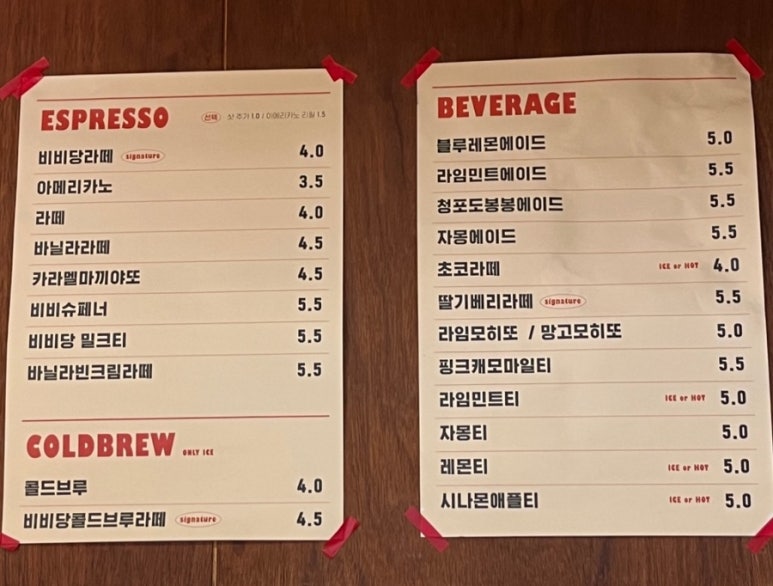 ESPRESSO 선택 샷 추가 1.0 / 아메리카노 리필 1.5
비비당라떼 signature 4.0
아메리카노 3.5
라떼 4.0
바닐라라떼 4.5
카라멜마끼야또 4.5
비비슈페너 5.5
비비당 밀크티 5.5
바닐라빈크림라떼 5.5
COLDBREW ONLY ICE
콜드브루 4.0
비비당콜드브루라떼 signature 4.5
BEVERAGE
블루레몬에이드 5.0
라임민트에이드 5.5
청포도봉봉에이드 5.5
자몽에이드 5.5
초코라떼 ICE or HOT 4.0
딸기베리라떼 signature 5.5
라임모히또 / 망고모히또 5.0
핑크캐모마일티 5.5
라임민트티 ICE or HOT 5.0
자몽티 5.0
레몬티 ICE or HOT 5.0
시나몬애플티 ICE or HOT 5.0